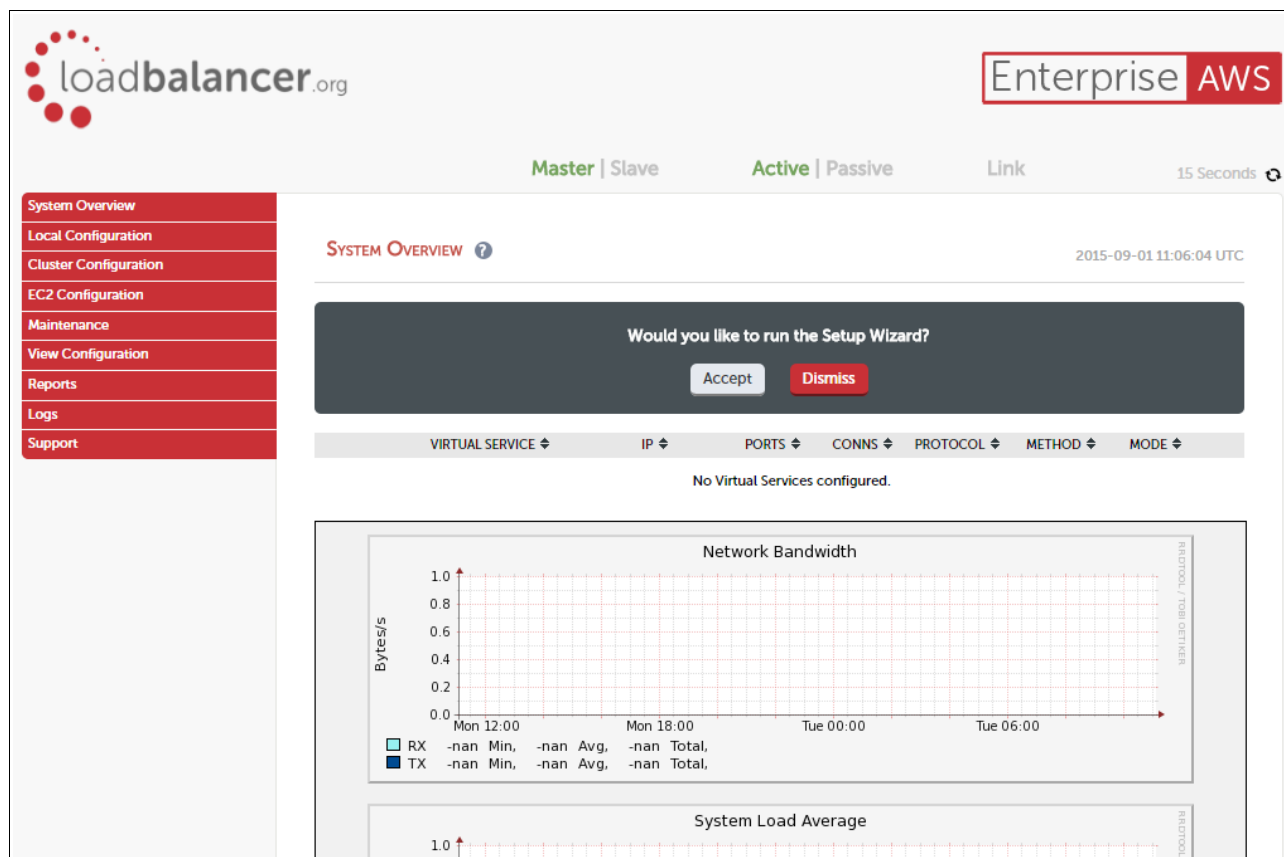 loadbalancer.org
Enterprise AWS
Master | Slave Active | Passive Link 15 Seconds
System Overview
Local Configuration
Cluster Configuration
EC2 Configuration
Maintenance
View Configuration
Reports
Logs
Support
SYSTEM OVERVIEW ?
2015-09-01 11:06:04 UTC
Would you like to run the Setup Wizard?
Accept Dismiss
VIRTUAL SERVICE IP PORTS CONNS PROTOCOL METHOD MODE
No Virtual Services configured.
Network Bandwidth
RRDTOOL / TOBI OETIKER
Bytes/s
1.0
0.8
0.6
0.4
0.2
0.0
Mon 12:00 Mon 18:00 Tue 00:00 Tue 06:00
RX -nan Min, -nan Avg, -nan Total,
TX -nan Min, -nan Avg, -nan Total,
System Load Average
RRDTOOL
1.0